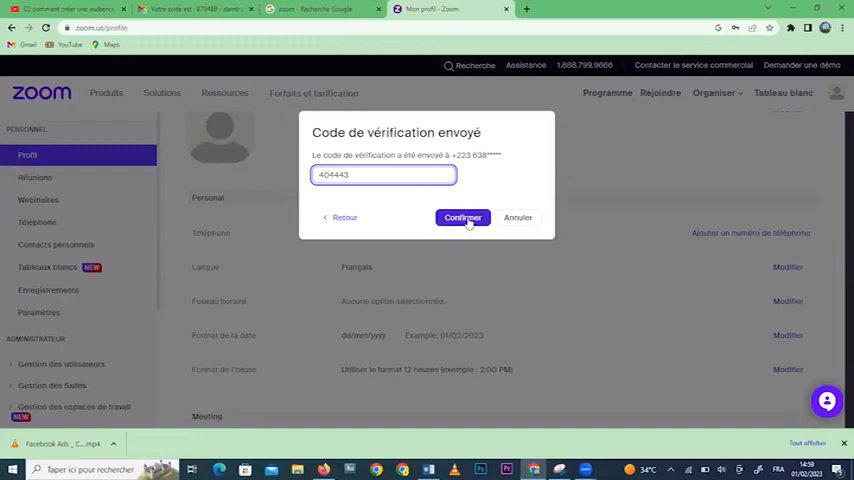 (2) comment créer une audience
Votre code est : 879489 - damtra
zoom - Recherche Google
Mon profil - Zoom
zoom.us/profile
Gmail YouTube Maps
Recherche Assistance 1.888.799.9666 Contacter le service commercial Demander une démo
zoom Produits Solutions Ressources Forfaits et tarification Programme Rejoindre Organiser Tableau blanc
PERSONNEL
Profil
Réunions
Webinaires
Téléphone
Contacts personnels
Tableaux blancs NEW
Enregistrements
Paramètres
ADMINISTRATEUR
Gestion des utilisateurs
Gestion des Salles
Gestion des espaces de travail
NEW
Code de vérification envoyé
Le code de vérification a été envoyé à +223 638*****
404443
Retour Confirmer Annuler
Personal
Téléphone Ajouter un numéro de téléphone
Langue Français Modifier
Fuseau horaire Aucune option sélectionnée. Modifier
Format de la date dd/mm/yyyy Example: 01/02/2023 Modifier
Format de l'heure Utiliser le format 12 heures (exemple : 2:00 PM) Modifier
Meeting
Facebook Ads _ C....mp4 Tout afficher
Taper ici pour rechercher 34°C FRA 14:59
01/02/2023